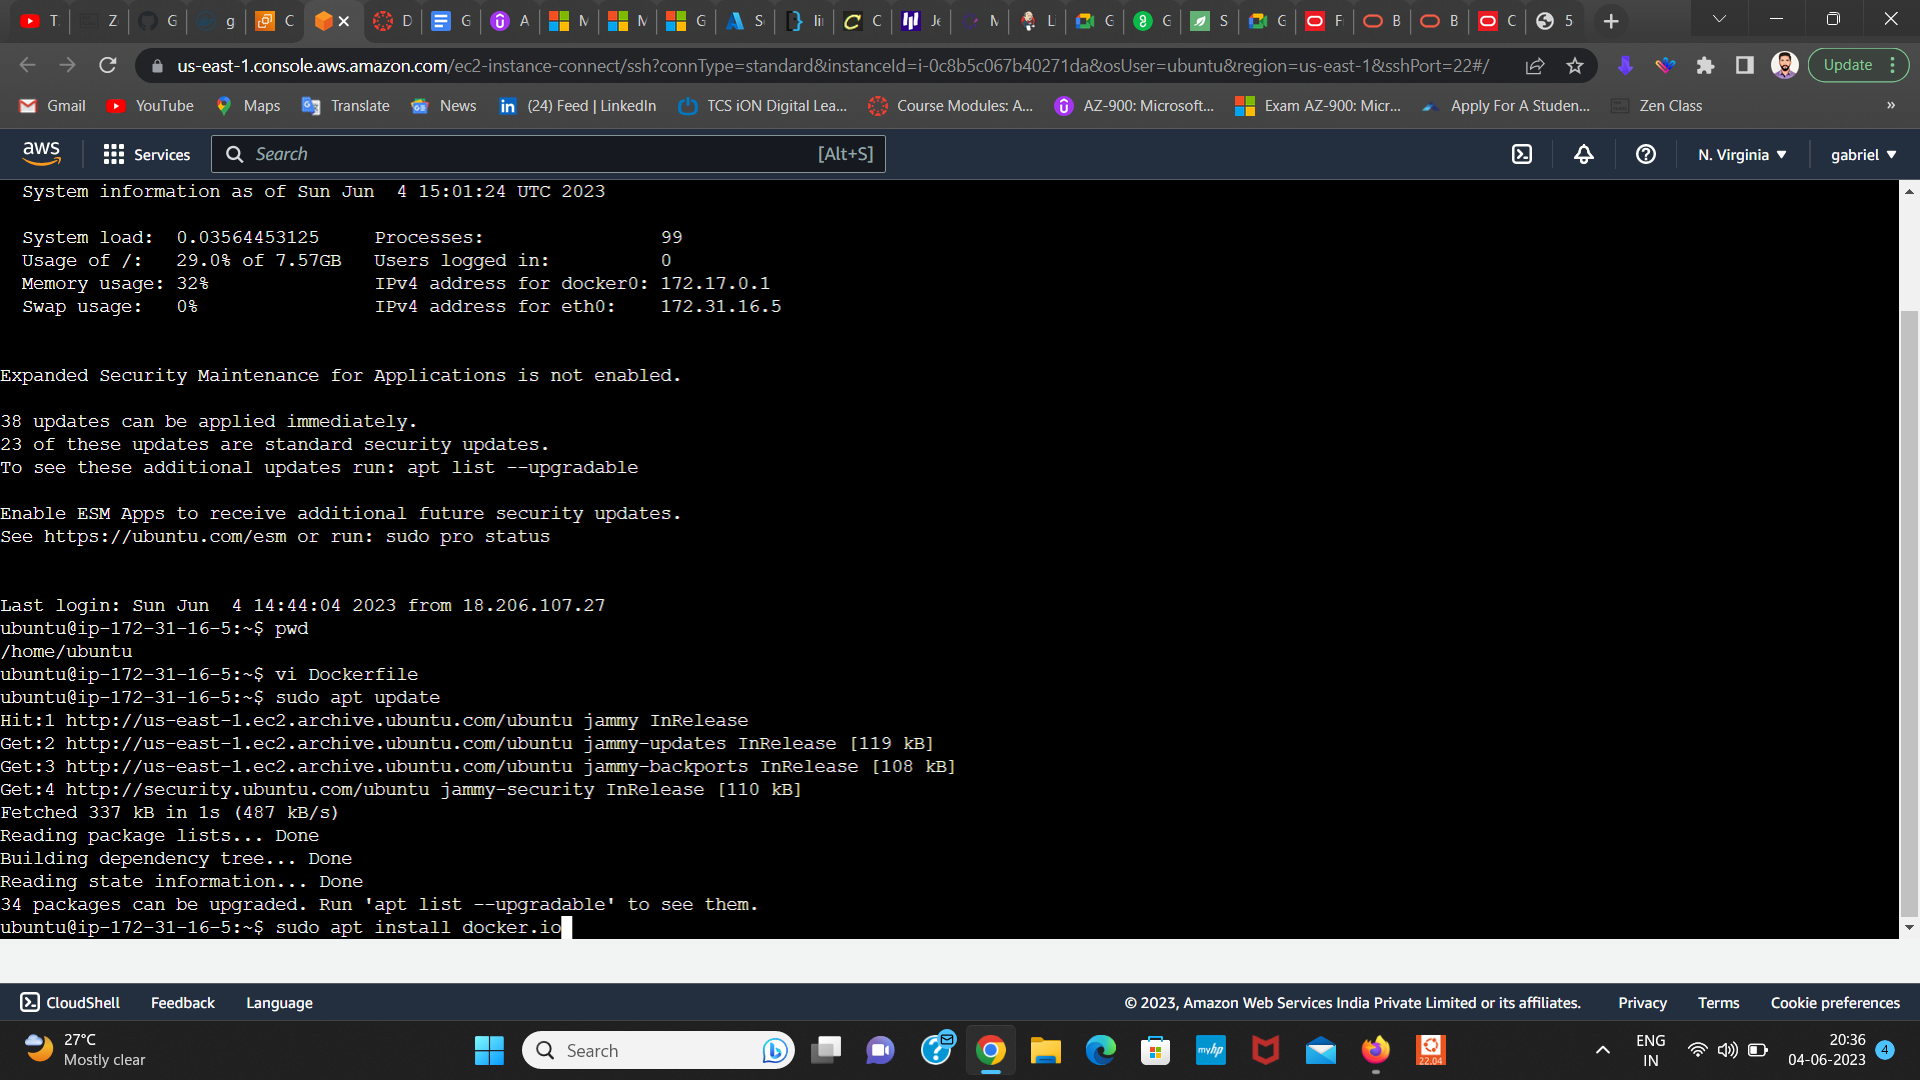 T
Z
G
g
C
D
G
A
M
M
G
A S
lin
C
Je
M
Li
G
G
S
G
F
B
B
C
5
us-east-1.console.aws.amazon.com/ec2-instance-connect/ssh?connType=standard&instanceId=i-0c8b5c067b40271da&osUser=ubuntu&region=us-east-1&sshPort=22#/
Update
Gmail
YouTube
Maps
Translate
News
(24) Feed | LinkedIn
TCS iON Digital Lea...
Course Modules: A...
AZ-900: Microsoft...
Exam AZ-900: Micr...
Apply For A Studen...
Zen Class
»
aws
Services
Search
[Alt+S]
N. Virginia
gabriel
System information as of Sun Jun  4 15:01:24 UTC 2023
System load:  0.03564453125     Processes:                99
Usage of /:   29.0% of 7.57GB   Users logged in:          0
Memory usage: 32%               IPv4 address for docker0: 172.17.0.1
Swap usage:   0%                IPv4 address for eth0:    172.31.16.5
Expanded Security Maintenance for Applications is not enabled.
38 updates can be applied immediately.
23 of these updates are standard security updates.
To see these additional updates run: apt list --upgradable
Enable ESM Apps to receive additional future security updates.
See https://ubuntu.com/esm or run: sudo pro status
Last login: Sun Jun  4 14:44:04 2023 from 18.206.107.27
ubuntu@ip-172-31-16-5:~$ pwd
/home/ubuntu
ubuntu@ip-172-31-16-5:~$ vi Dockerfile
ubuntu@ip-172-31-16-5:~$ sudo apt update
Hit:1 http://us-east-1.ec2.archive.ubuntu.com/ubuntu jammy InRelease
Get:2 http://us-east-1.ec2.archive.ubuntu.com/ubuntu jammy-updates InRelease [119 kB]
Get:3 http://us-east-1.ec2.archive.ubuntu.com/ubuntu jammy-backports InRelease [108 kB]
Get:4 http://security.ubuntu.com/ubuntu jammy-security InRelease [110 kB]
Fetched 337 kB in 1s (487 kB/s)
Reading package lists... Done
Building dependency tree... Done
Reading state information... Done
34 packages can be upgraded. Run 'apt list --upgradable' to see them.
ubuntu@ip-172-31-16-5:~$ sudo apt install docker.io
CloudShell
Feedback
Language
© 2023, Amazon Web Services India Private Limited or its affiliates.
Privacy
Terms
Cookie preferences
27°C
Mostly clear
Search
myhp
22.04
ENG
IN
20:36
04-06-2023
4